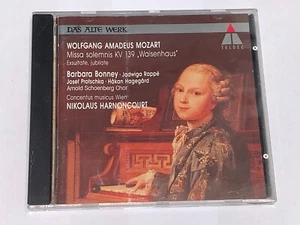 DAS ALTE WERK
TELDEC
WOLFGANG AMADEUS MOZART
Missa solemnis KV 139 „Waisenhaus"
Exsultate, jubilate
Barbara Bonney · Jadwiga Rappé
Josef Protschka · Håkan Hagegård
Arnold Schoenberg Chor
Concentus musicus Wien
NIKOLAUS HARNONCOURT